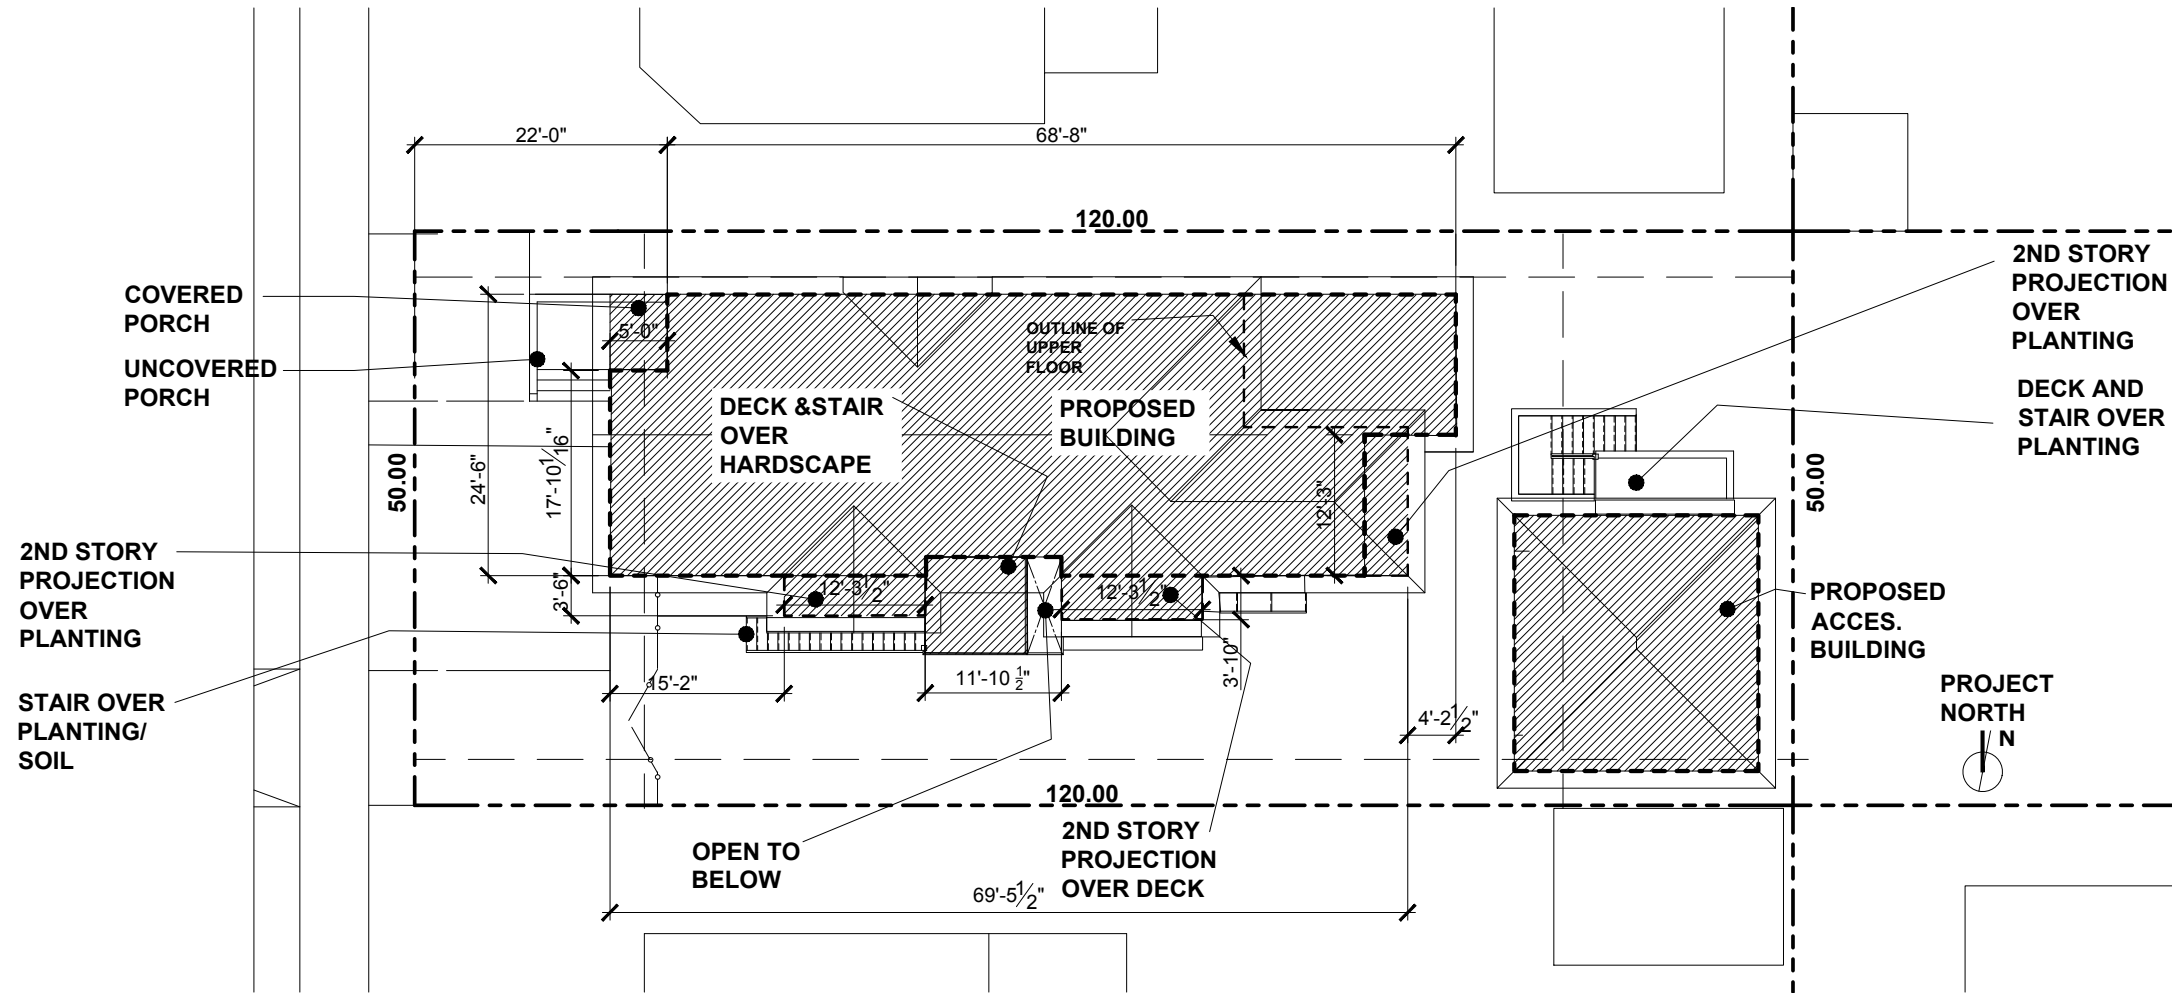 22'-0"
68'-8"
120.00
COVERED
PORCH
UNCOVERED
PORCH
5'-0"
OUTLINE OF
UPPER
FLOOR
2ND STORY
PROJECTION
OVER
PLANTING
DECK AND
STAIR OVER
PLANTING
DECK &STAIR
OVER
HARDSCAPE
PROPOSED
BUILDING
50.00
24'-6"
17'-10 1/16"
12'-3"
50.00
2ND STORY
PROJECTION
OVER
PLANTING
3'-6"
12'-3 1/2"
12'-3 1/2"
PROPOSED
ACCES.
BUILDING
STAIR OVER
PLANTING/
SOIL
15'-2"
11'-10 1/2"
3'-10"
4'-2 1/2"
PROJECT
NORTH
N
120.00
OPEN TO
BELOW
2ND STORY
PROJECTION
OVER DECK
69'-5 1/2"